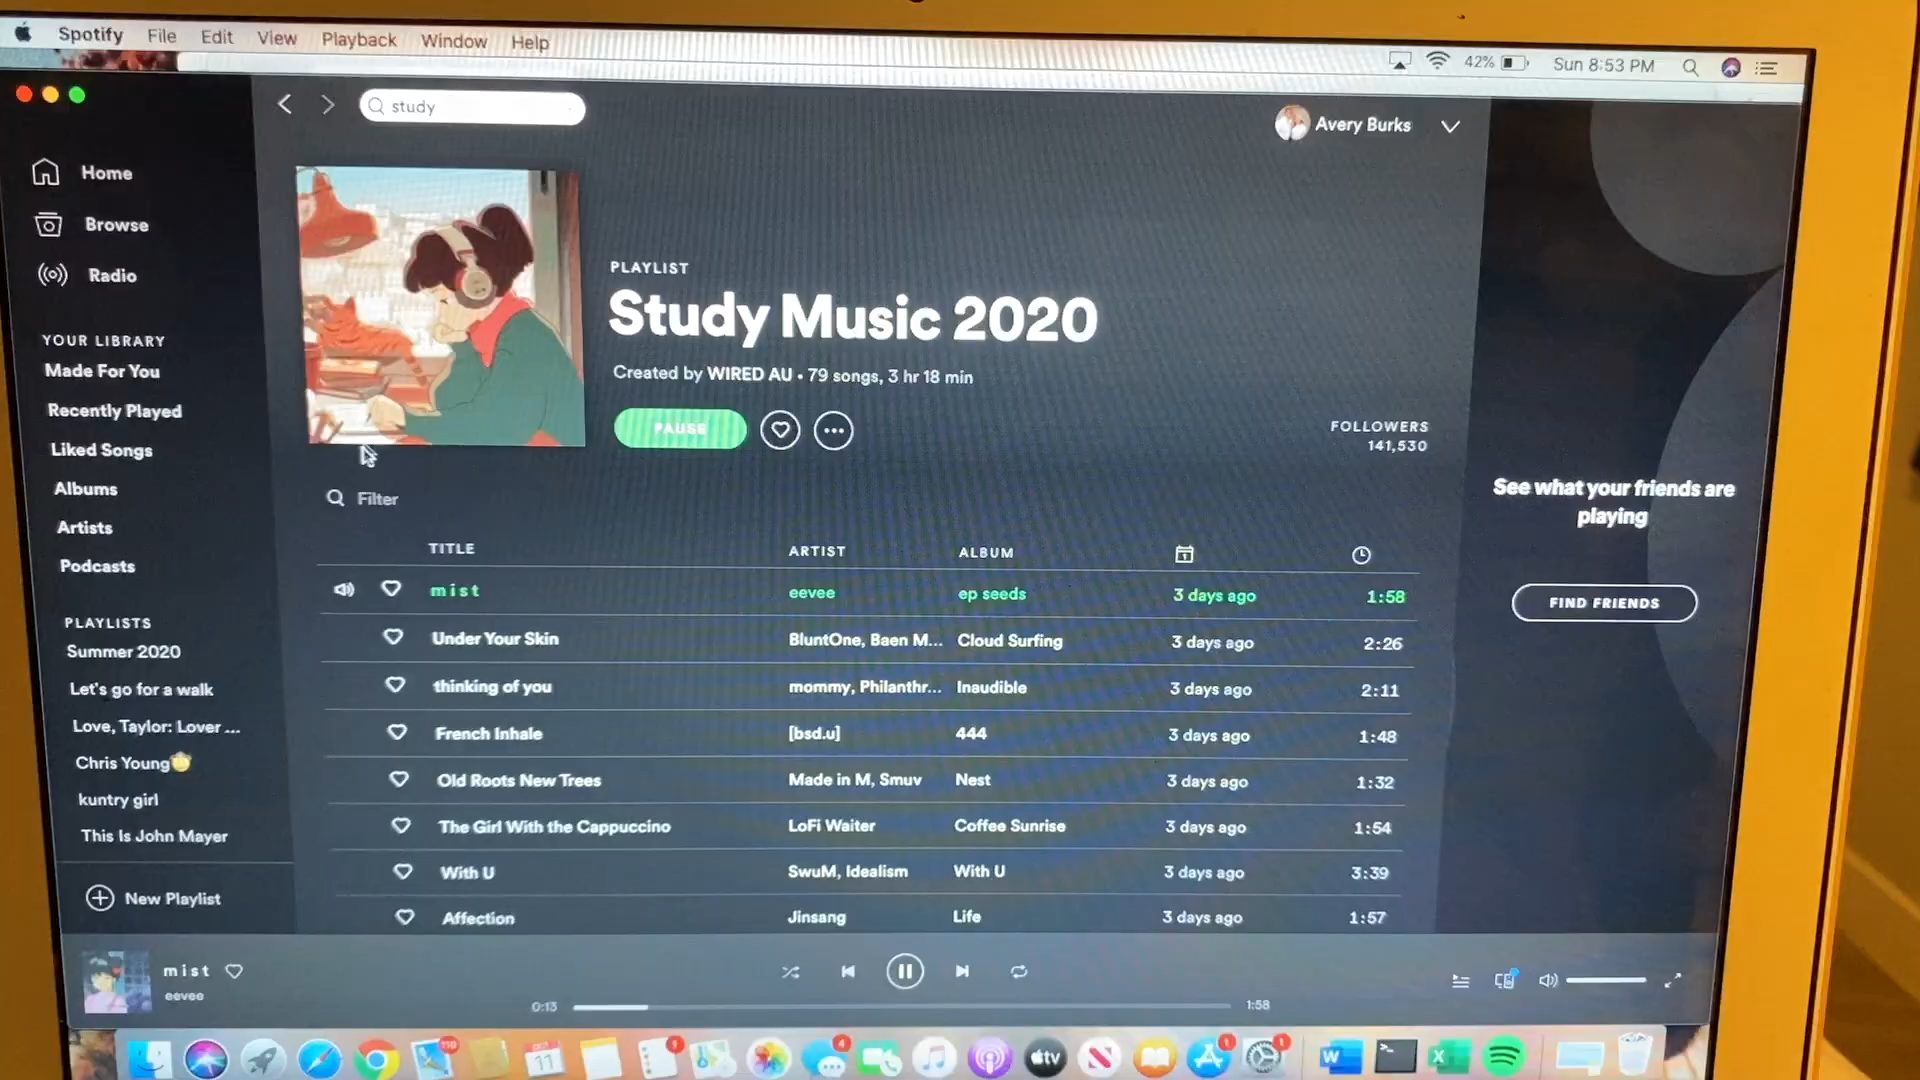 Spotify File Edit View Playback Window Help
42% Sun 8:53 PM
study
Avery Burks
Home
Browse
Radio
YOUR LIBRARY
Made For You
Recently Played
Liked Songs
Albums
Artists
Podcasts
PLAYLISTS
Summer 2020
Let's go for a walk
Love, Taylor: Lover ...
Chris Young
kuntry girl
This Is John Mayer
New Playlist
PLAYLIST
Study Music 2020
Created by WIRED AU • 79 songs, 3 hr 18 min
PAUSE
FOLLOWERS
141,530
Filter
TITLE ARTIST ALBUM
mist eevee ep seeds 3 days ago 1:58
Under Your Skin BluntOne, Baen M... Cloud Surfing 3 days ago 2:26
thinking of you mommy, Philanthr... Inaudible 3 days ago 2:11
French Inhale [bsd.u] 444 3 days ago 1:48
Old Roots New Trees Made in M, Smuv Nest 3 days ago 1:32
The Girl With the Cappuccino LoFi Waiter Coffee Sunrise 3 days ago 1:54
With U SwuM, Idealism With U 3 days ago 3:39
Affection Jinsang Life 3 days ago 1:57
See what your friends are
playing
FIND FRIENDS
mist
eevee
0:13 1:58
110
OCT
11
1
4
tv
1
1
W
X